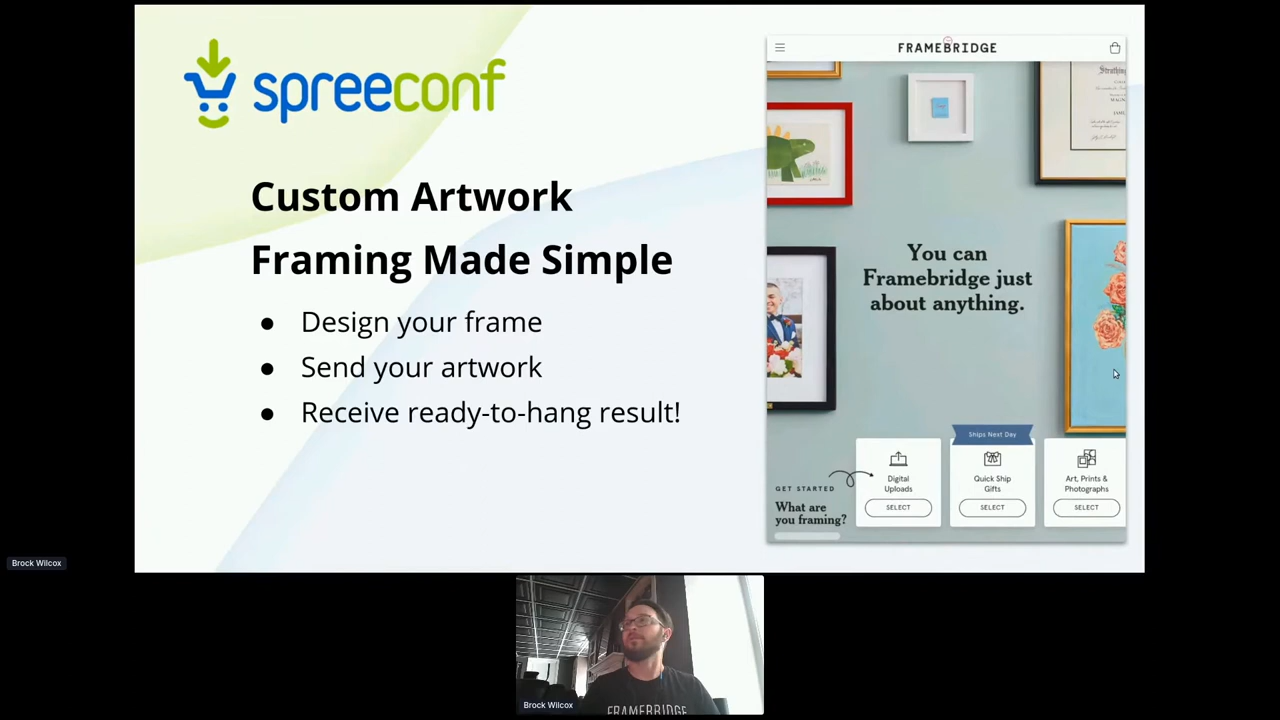 spreeconf
Custom Artwork
Framing Made Simple
● Design your frame
● Send your artwork
● Receive ready-to-hang result!
FRAMEBRIDGE
You can
Framebridge just
about anything.
Ships Next Day
GET STARTED
What are
you framing?
Digital
Uploads
SELECT
Quick Ship
Gifts
SELECT
Art, Prints &
Photographs
SELECT
Brock Wilcox
FRAMEBRIDGE
Brock Wilcox